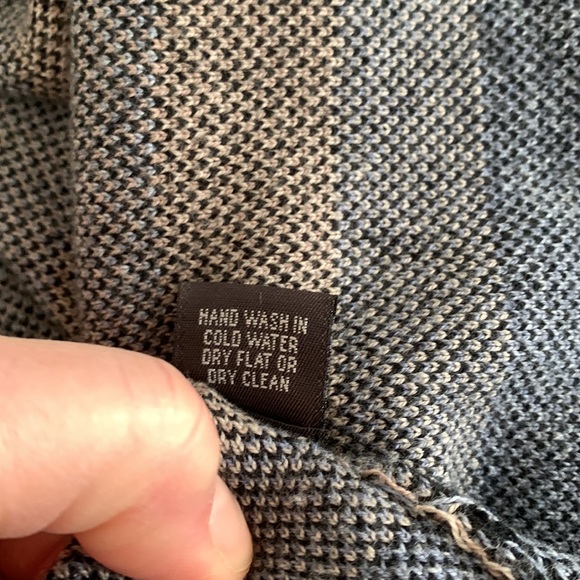 HAND WASH IN
COLD WATER
DRY FLAT OR
DRY CLEAN